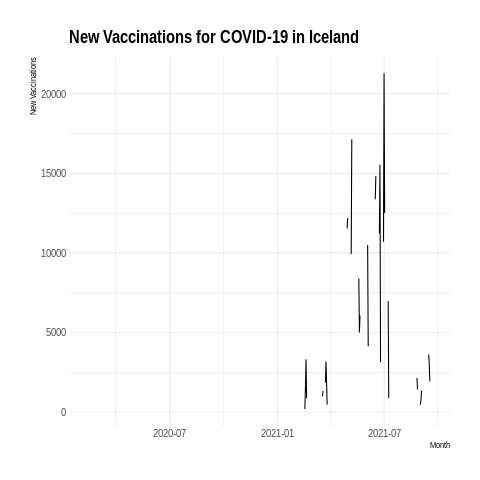 New Vaccinations for COVID-19 in Iceland
New Vaccinations
20000
15000
10000
5000
0
2020-07 2021-01 2021-07
Month